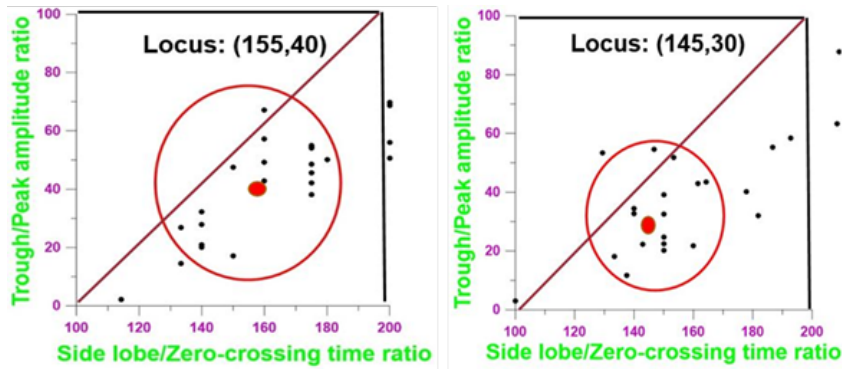 Locus: (155,40)
Trough/Peak amplitude ratio
100
80
60
40
20
0
100 120 140 160 180 200
Side lobe/Zero-crossing time ratio
Locus: (145,30)
Trough/Peak amplitude ratio
100
80
60
40
20
0
100 120 140 160 180 200
Side lobe/Zero-crossing time ratio